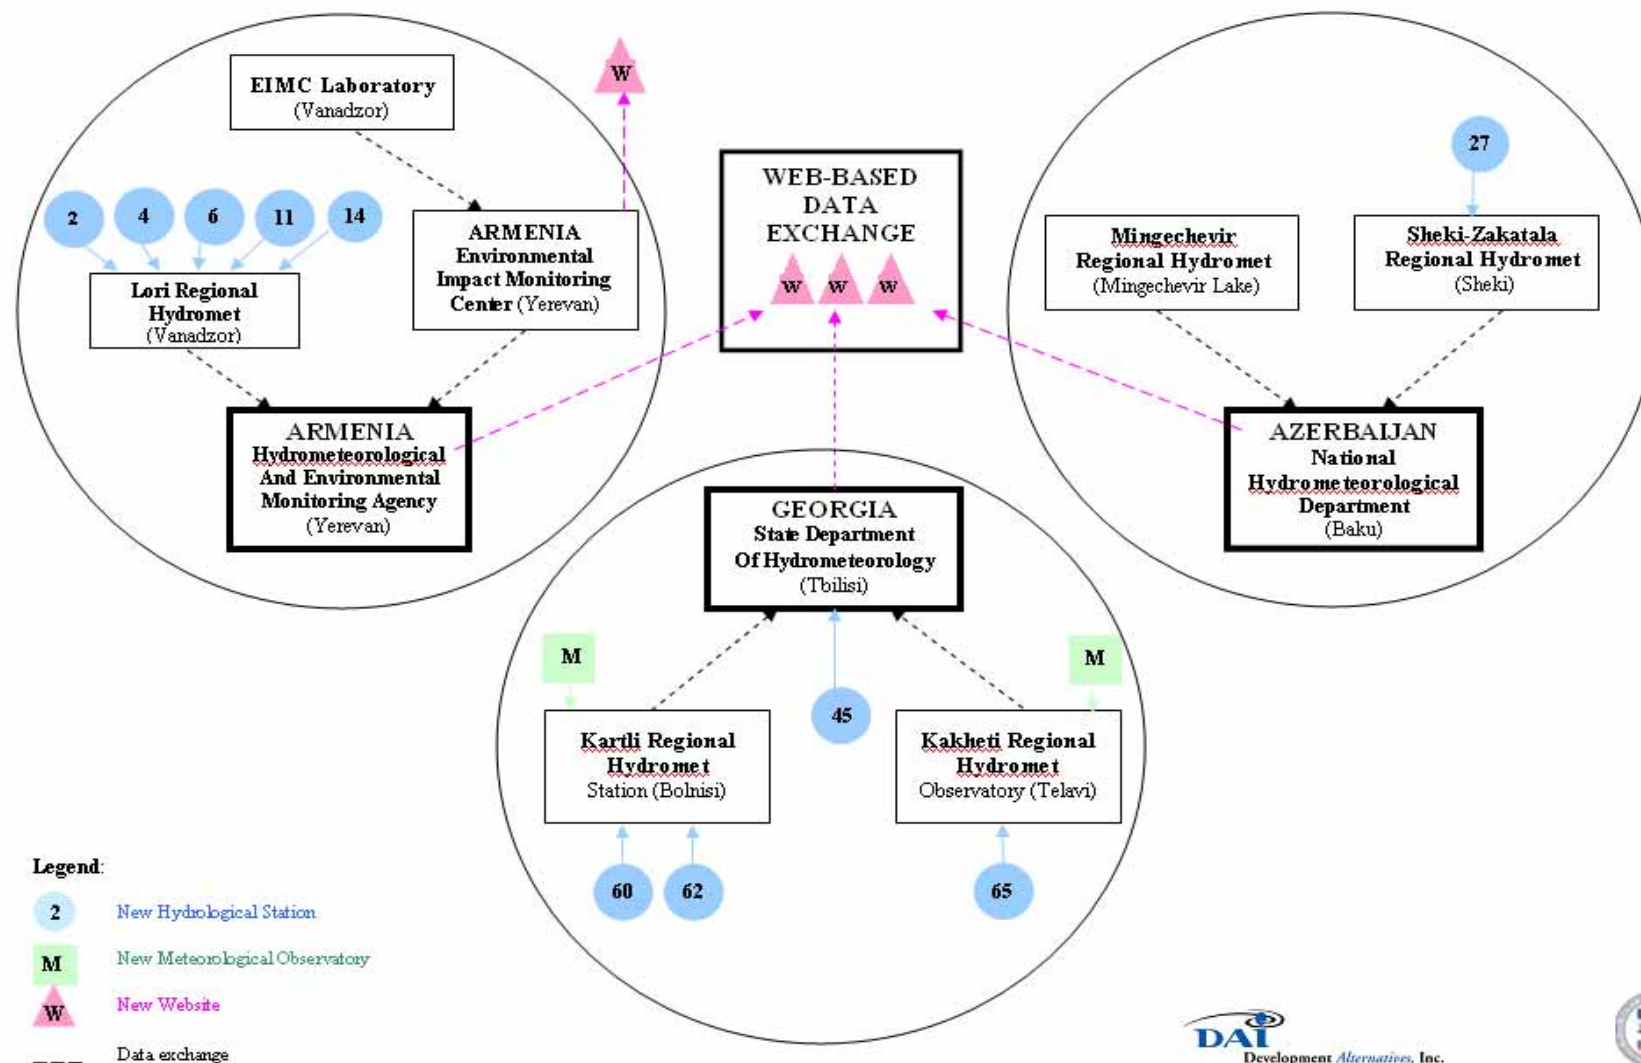 EIMC Laboratory
(Vanadzor)
W
2
4
6
11
14
Lori Regional
Hydromet
(Vanadzor)
ARMENIA
Environmental
Impact Monitoring
Center (Yerevan)
ARMENIA
Hydrometeorological
And Environmental
Monitoring Agency
(Yerevan)
WEB-BASED
DATA
EXCHANGE
W
W
W
27
Mingechevir
Regional Hydromet
(Mingechevir Lake)
Sheki-Zakatala
Regional Hydromet
(Sheki)
AZERBAIJAN
National
Hydrometeorological
Department
(Baku)
GEORGIA
State Department
Of Hydrometeorology
(Tbilisi)
M
M
45
Kartli Regional
Hydromet
Station (Bolnisi)
Kakheti Regional
Hydromet
Observatory (Telavi)
60
62
65
Legend:
2
New Hydrological Station
M
New Meteorological Observatory
W
New Website
Data exchange
DAI
Development Alternatives, Inc.